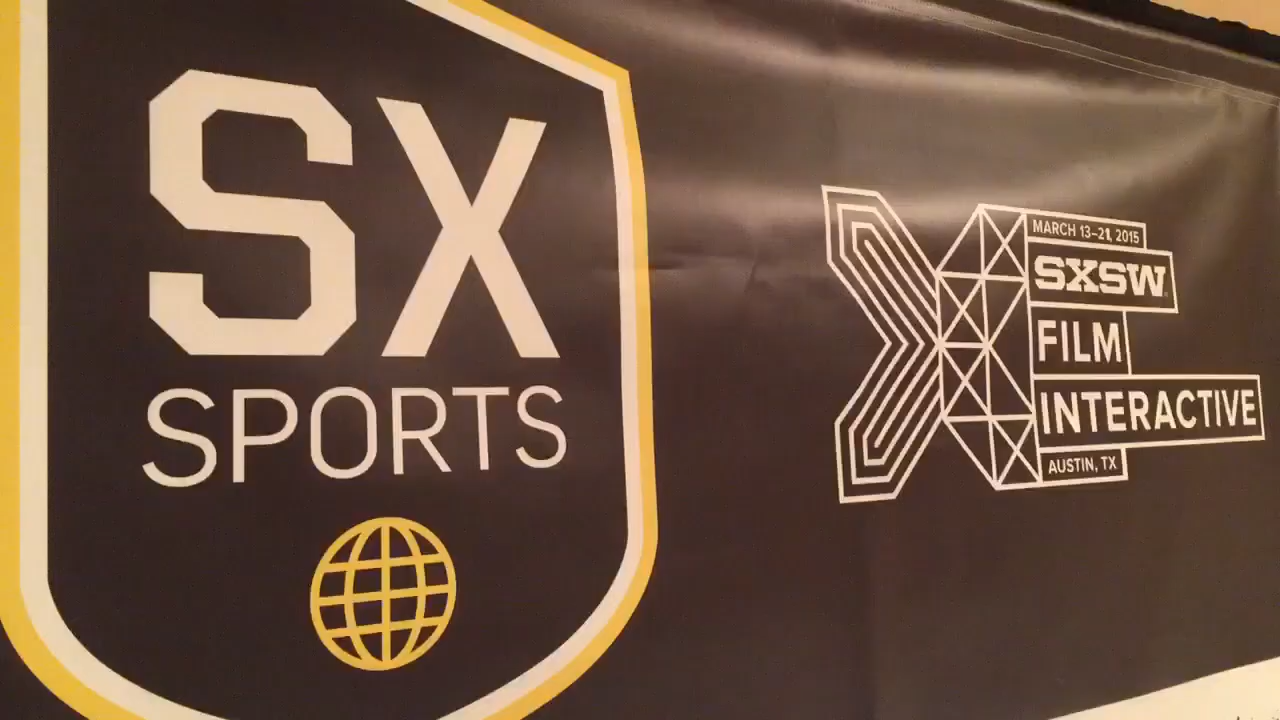 SX
SPORTS
MARCH 13–21, 2015
SXSW
FILM
INTERACTIVE
AUSTIN, TX